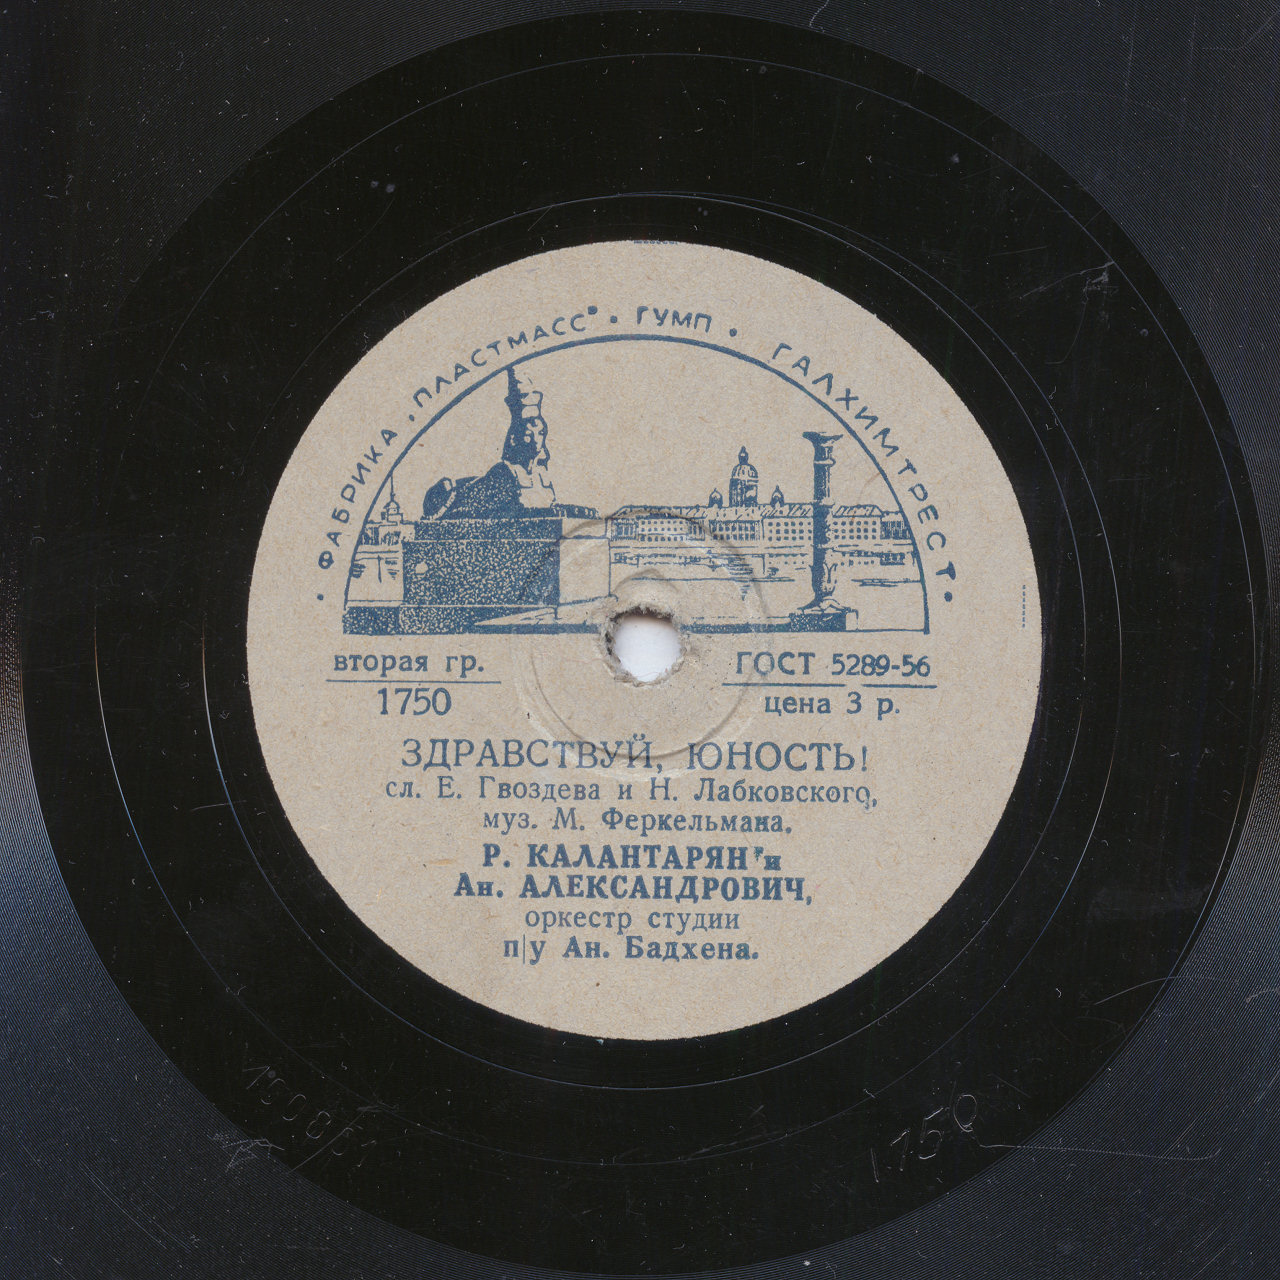 • ФАБРИКА „ПЛАСТМАСС" • ГУМП • ГАЛХИМТРЕСТ •
вторая гр.
1750
ГОСТ 5289-56
цена 3 р.
ЗДРАВСТВУЙ, ЮНОСТЬ!
сл. Е. Гвоздева и Н. Лабковского,
муз. М. Феркельмана.
Р. КАЛАНТАРЯН и
Ан. АЛЕКСАНДРОВИЧ,
оркестр студии
п/у Ан. Бадхена.
1750